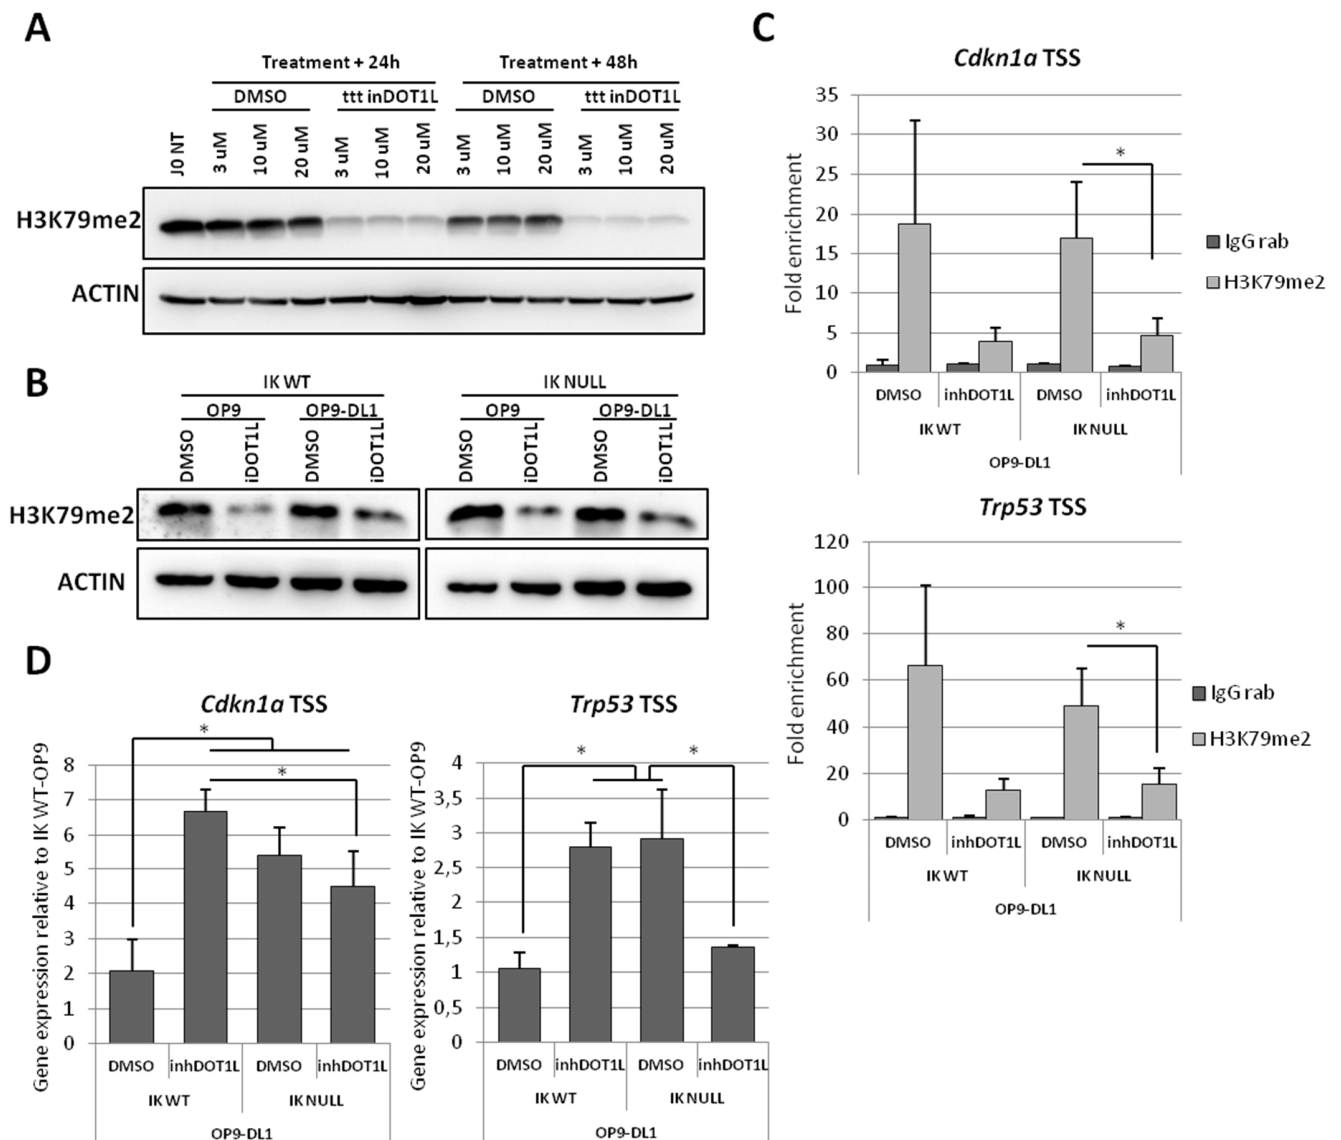 A
Treatment + 24h
Treatment + 48h
DMSO
ttt inDOT1L
DMSO
ttt inDOT1L
J0 NT
3 uM
10 uM
20 uM
3 uM
10 uM
20 uM
3 uM
10 uM
20 uM
3 uM
10 uM
20 uM
H3K79me2
ACTIN
B
IK WT
IK NULL
OP9
OP9-DL1
OP9
OP9-DL1
DMSO
iDOT1L
DMSO
iDOT1L
DMSO
iDOT1L
DMSO
iDOT1L
H3K79me2
ACTIN
C
Cdkn1a TSS
Fold enrichment
35
30
25
20
15
10
5
0
*
IgG rab
H3K79me2
DMSO
inhDOT1L
DMSO
inhDOT1L
IK WT
IK NULL
OP9-DL1
Trp53 TSS
Fold enrichment
120
100
80
60
40
20
0
*
IgG rab
H3K79me2
DMSO
inhDOT1L
DMSO
inhDOT1L
IK WT
IK NULL
OP9-DL1
D
Cdkn1a TSS
Gene expression relative to IK WT-OP9
8
7
6
5
4
3
2
1
0
*
*
DMSO
inhDOT1L
DMSO
inhDOT1L
IK WT
IK NULL
OP9-DL1
Trp53 TSS
Gene expression relative to IK WT-OP9
4
3,5
3
2,5
2
1,5
1
0,5
0
*
*
DMSO
inhDOT1L
DMSO
inhDOT1L
IK WT
IK NULL
OP9-DL1